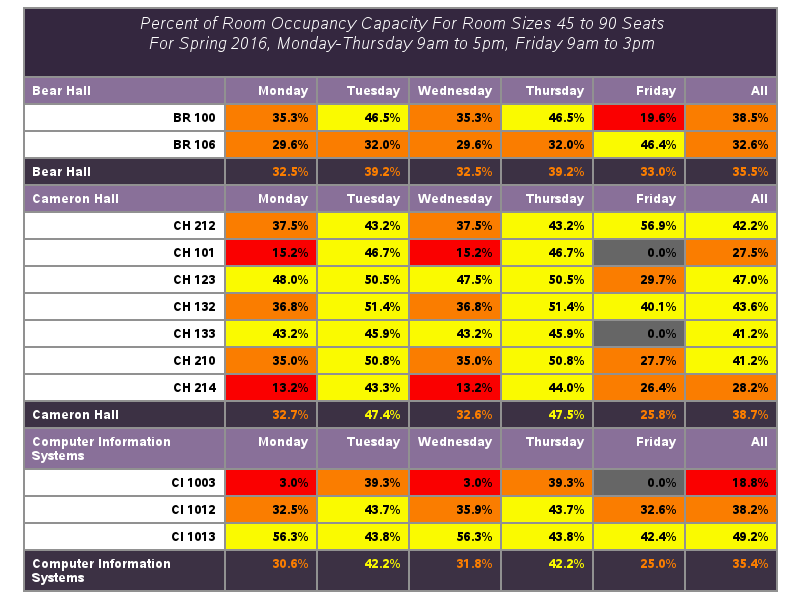 Percent of Room Occupancy Capacity For Room Sizes 45 to 90 Seats
For Spring 2016, Monday-Thursday 9am to 5pm, Friday 9am to 3pm
Bear Hall Monday Tuesday Wednesday Thursday Friday All
BR 100 35.3% 46.5% 35.3% 46.5% 19.6% 38.5%
BR 106 29.6% 32.0% 29.6% 32.0% 46.4% 32.6%
Bear Hall 32.5% 39.2% 32.5% 39.2% 33.0% 35.5%
Cameron Hall Monday Tuesday Wednesday Thursday Friday All
CH 212 37.5% 43.2% 37.5% 43.2% 56.9% 42.2%
CH 101 15.2% 46.7% 15.2% 46.7% 0.0% 27.5%
CH 123 48.0% 50.5% 47.5% 50.5% 29.7% 47.0%
CH 132 36.8% 51.4% 36.8% 51.4% 40.1% 43.6%
CH 133 43.2% 45.9% 43.2% 45.9% 0.0% 41.2%
CH 210 35.0% 50.8% 35.0% 50.8% 27.7% 41.2%
CH 214 13.2% 43.3% 13.2% 44.0% 26.4% 28.2%
Cameron Hall 32.7% 47.4% 32.6% 47.5% 25.8% 38.7%
Computer Information Monday Tuesday Wednesday Thursday Friday All
Systems
CI 1003 3.0% 39.3% 3.0% 39.3% 0.0% 18.8%
CI 1012 32.5% 43.7% 35.9% 43.7% 32.6% 38.2%
CI 1013 56.3% 43.8% 56.3% 43.8% 42.4% 49.2%
Computer Information 30.6% 42.2% 31.8% 42.2% 25.0% 35.4%
Systems